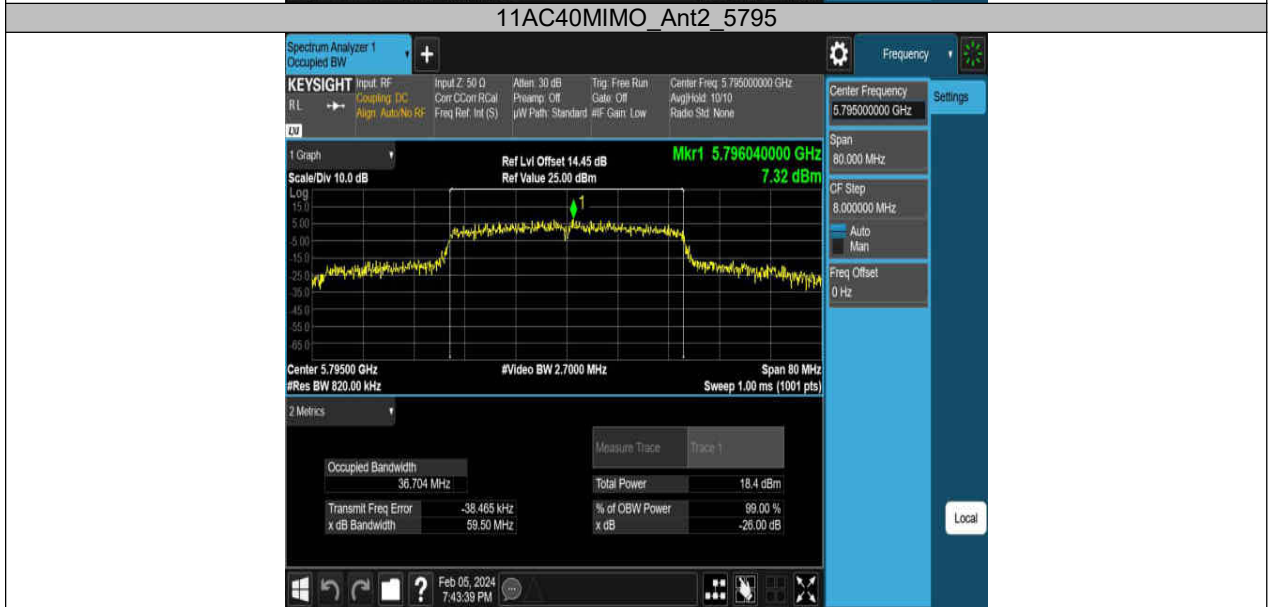 11AC40MIMO_Ant2_5795
Spectrum Analyzer 1
Occupied BW
+
Frequency
KEYSIGHT Input: RF Input Z: 50 Ω Atten: 30 dB Trig: Free Run Center Freq: 5.795000000 GHz
RL Coupling: DC Corr CCorr RCal Preamp: Off Gate: Off Avg|Hold: 10/10
Align: Auto/No RF Freq Ref: Int (S) µW Path: Standard #IF Gain: Low Radio Std: None
Center Frequency
5.795000000 GHz
Settings
Span
80.000 MHz
CF Step
8.000000 MHz
Auto
Man
Freq Offset
0 Hz
1 Graph
Ref Lvl Offset 14.45 dB
Mkr1 5.796040000 GHz
Scale/Div 10.0 dB
Ref Value 25.00 dBm
7.32 dBm
Log
15.0
5.00
-5.00
-15.0
-25.0
-35.0
-45.0
-55.0
-65.0
1
Center 5.79500 GHz
#Video BW 2.7000 MHz
Span 80 MHz
#Res BW 820.00 kHz
Sweep 1.00 ms (1001 pts)
2 Metrics
Measure Trace Trace 1
Occupied Bandwidth
36.704 MHz
Total Power 18.4 dBm
Transmit Freq Error -38.465 kHz
% of OBW Power 99.00 %
x dB Bandwidth 59.50 MHz
x dB -26.00 dB
Local
?
Feb 05, 2024
7:43:39 PM